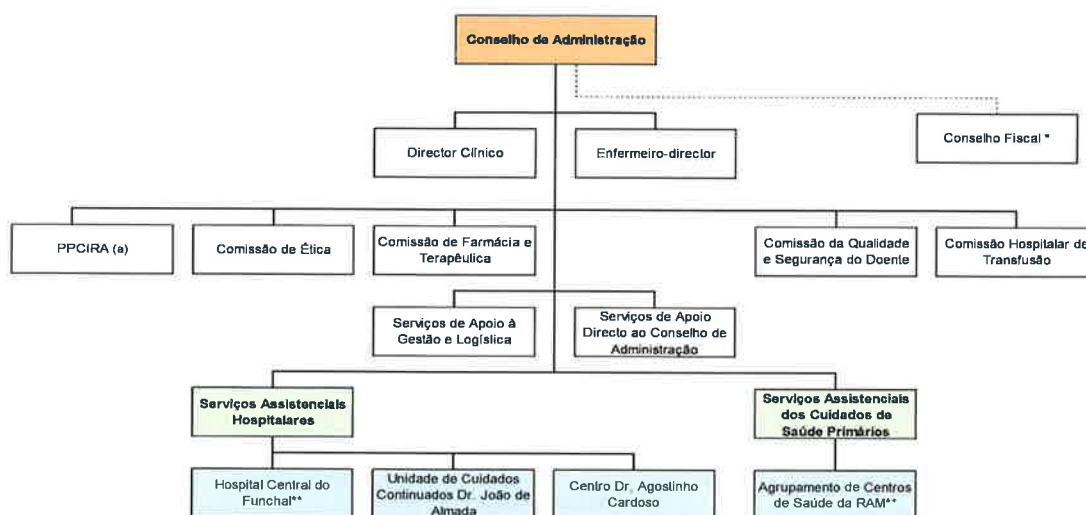 Conselho de Administração
Director Clínico
Enfermeiro-director
Conselho Fiscal *
PPCIRA (a)
Comissão de Ética
Comissão de Farmácia e
Terapêulica
Comissão da Qualidade
e Segurança do Doente
Comissão Hospitalar de
Transfusão
Serviços de Apoio à
Gestão e Logíslica
Serviços de Apoio
Directo ao Conselho de
Administração
Serviços Assistenciais
Hospitalares
Serviços Assistenciais
dos Cuidados de
Saúde Primários
Hospital Central do
Funchal**
Unidade de Cuidados
Continuados Dr. João de
Almada
Centro Dr, Agostinho
Cardoso
Agrupamento de Centros
de Saúde da RAM**